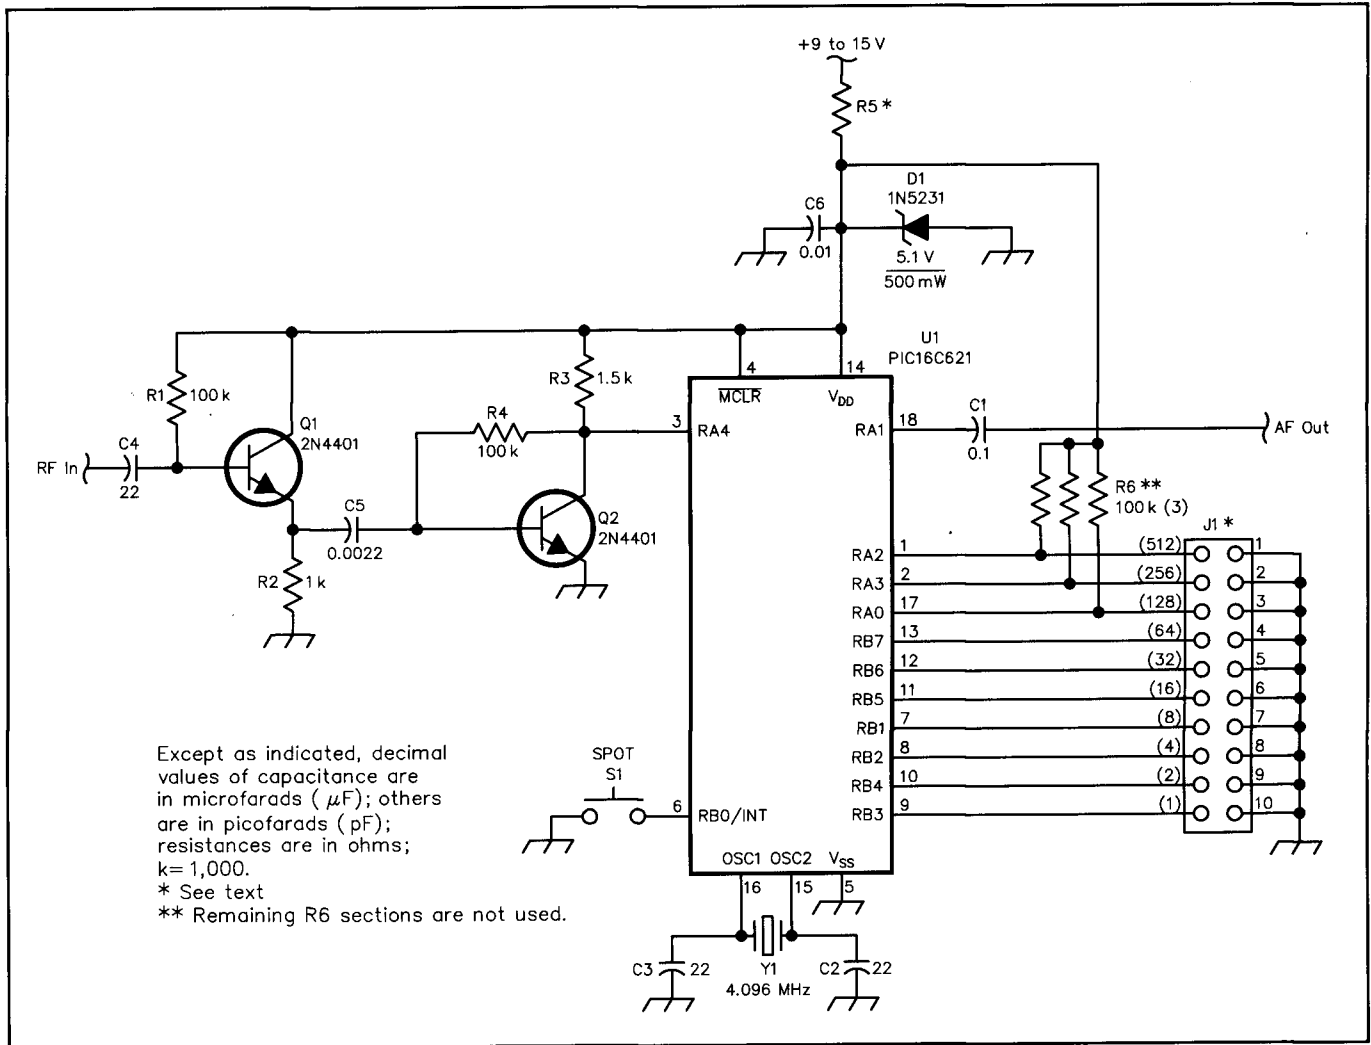 +9 to 15 V
R5 *
D1
1N5231
C6
0.01
5.1 V
500 mW
U1
PIC16C621
R1
100 k
R3
1.5 k
4
14
MCLR
VDD
Q1
2N4401
R4
100k
3
RA4
RA1
18
C1
0.1
AF Out
C4
RF In
22
C5
0.0022
Q2
2N4401
R6 **
100 k (3)
J1 *
R2
1 k
RA2
1
(512)
1
RA3
2
(256)
2
RA0
17
(128)
3
RB7
13
(64)
4
RB6
12
(32)
5
RB5
11
(16)
6
RB1
7
(8)
7
RB2
8
(4)
8
RB4
10
(2)
9
RB3
9
(1)
10
SPOT
S1
6
RB0/INT
OSC1
OSC2
VSS
16
15
5
C3
22
Y1
4.096 MHz
C2
22
Except as indicated, decimal
values of capacitance are
in microfarads ( μF); others
are in picofarads ( pF);
resistances are in ohms;
k= 1,000.
* See text
** Remaining R6 sections are not used.